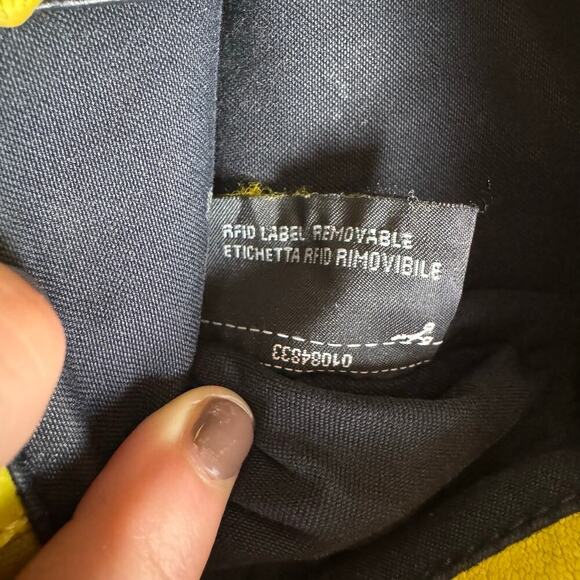 RFID LABEL REMOVABLE
ETICHETTA RFID RIMOVIBILE
01084833